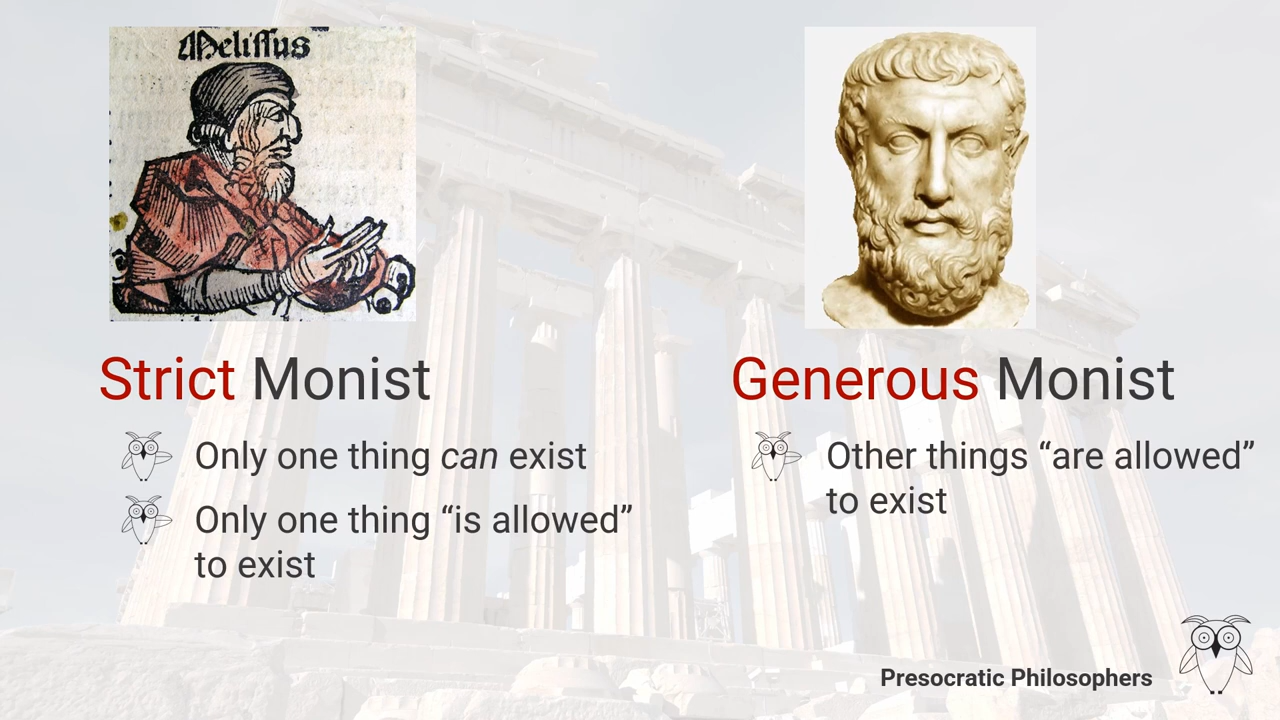 Melissus
Strict Monist
Only one thing can exist
Only one thing “is allowed”
to exist
Generous Monist
Other things “are allowed”
to exist
Presocratic Philosophers